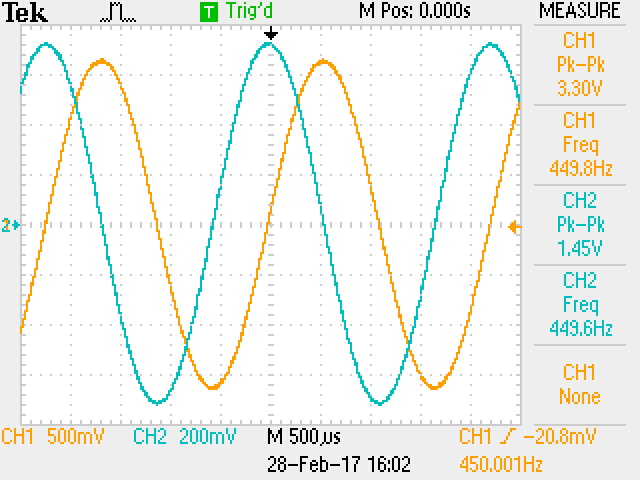 Tek T Trig'd M Pos: 0.000s MEASURE
CH1
Pk-Pk
3.30V
CH1
Freq
449.8Hz
CH2
Pk-Pk
1.45V
CH2
Freq
449.6Hz
CH1
None
2
CH1 500mV CH2 200mV M 500µs CH1 -20.8mV
28-Feb-17 16:02 450.001Hz